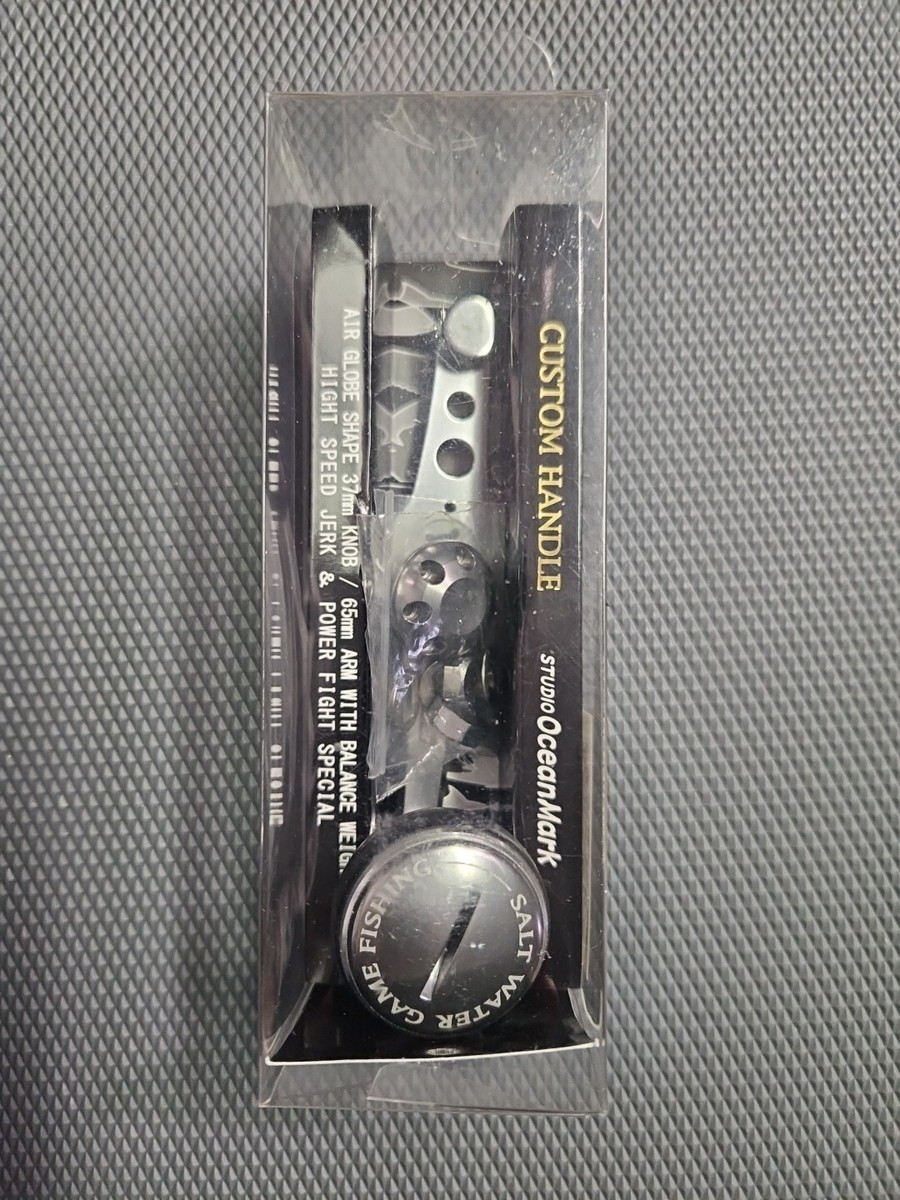 CUSTOM HANDLE
STUDIO OceanMark
AIR GLOBE SHAPE 37mm KNOB / 65mm ARM WITH BALANCE
HIGHT SPEED JERK & POWER FIGHT SPECIAL
SALT WATER GAME FISHING